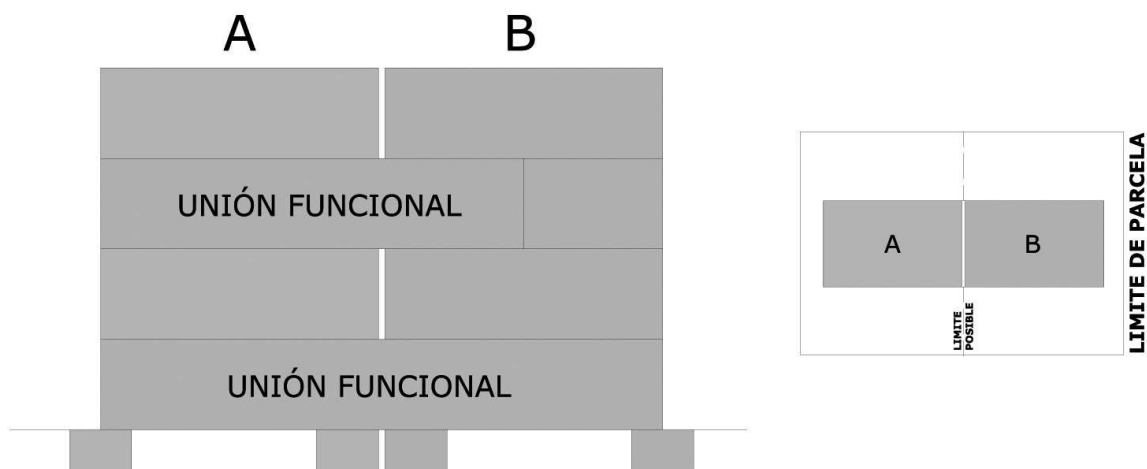 A
B
UNIÓN FUNCIONAL
UNIÓN FUNCIONAL
A
B
LIMITE
POSIBLE
LIMITE DE PARCELA